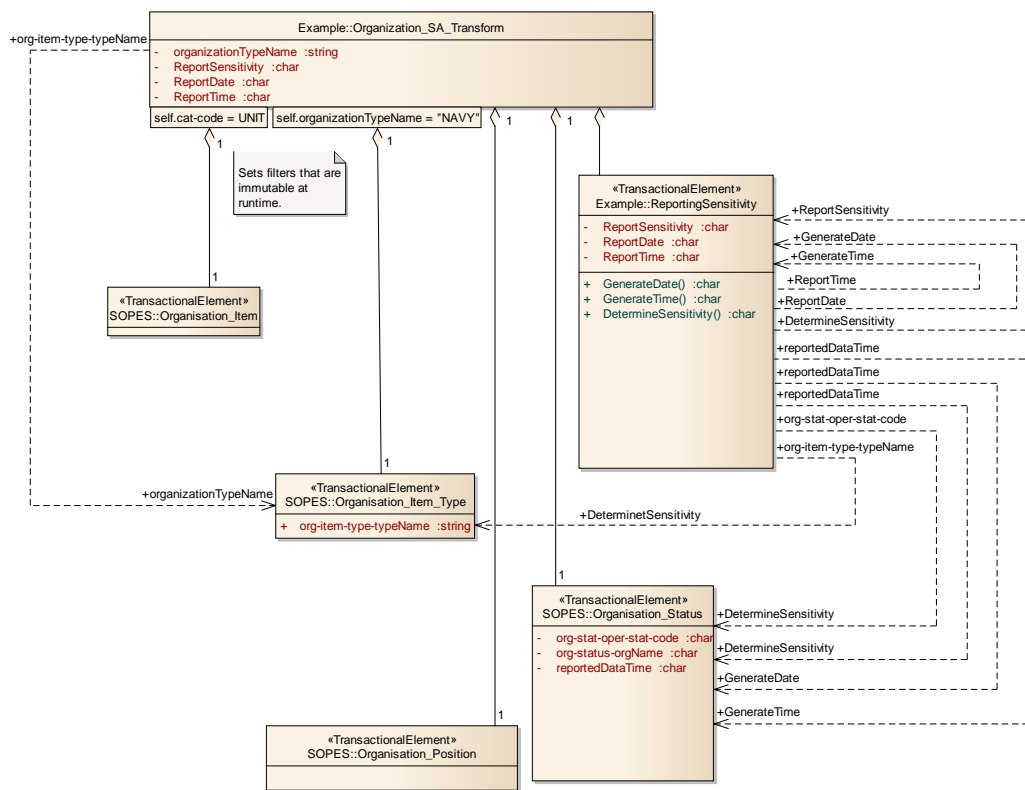 Example::Organization_SA_Transform
+org-item-type-typeName
- organizationTypeName :string
- ReportSensitivity :char
- ReportDate :char
- ReportTime :char
self.cat-code = UNIT
self.organizationTypeName = "NAVY"
1
1
1
1
Sets filters that are
immutable at
runtime.
«TransactionalElement»
Example::ReportingSensitivity
- ReportSensitivity :char
- ReportDate :char
- ReportTime :char
+ GenerateDate() :char
+ GenerateTime() :char
+ DetermineSensitivity() :char
+ReportSensitivity
+GenerateDate
+GenerateTime
+ReportTime
+ReportDate
+DetermineSensitivity
+reportedDataTime
+reportedDataTime
+reportedDataTime
+org-stat-oper-stat-code
+org-item-type-typeName
1
«TransactionalElement»
SOPES::Organisation_Item
1
+organizationTypeName
«TransactionalElement»
SOPES::Organisation_Item_Type
+ org-item-type-typeName :string
+DeterminetSensitivity
1
«TransactionalElement»
SOPES::Organisation_Status
- org-stat-oper-stat-code :char
- org-status-orgName :char
- reportedDataTime :char
+DetermineSensitivity
+DetermineSensitivity
+GenerateDate
+GenerateTime
1
«TransactionalElement»
SOPES::Organisation_Position